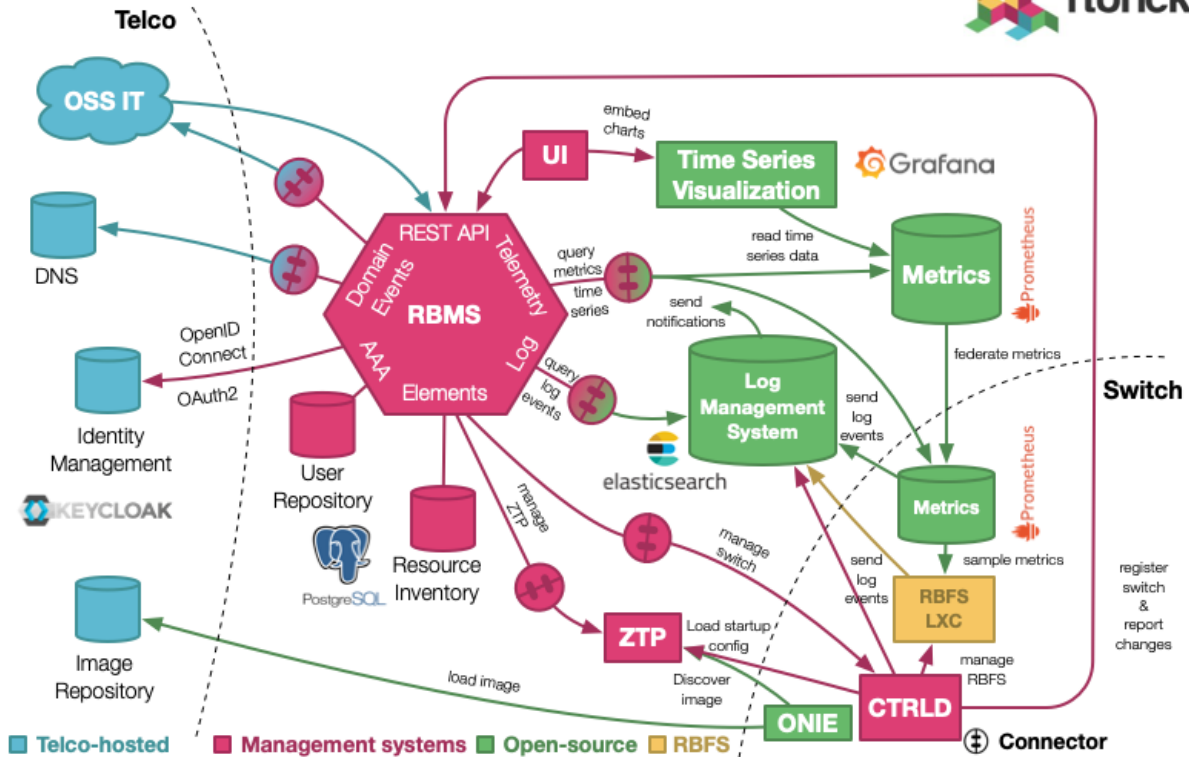 Telco
OSS IT
DNS
OpenID
Connect
OAuth2
Identity
Management
KEYCLOAK
Image
Repository
load image
UI
embed
charts
Time Series
Visualization
Grafana
REST API
Domain
Events
Telemetry
RBMS
AAA
Log
Elements
query
metrics
time
series
read time
series data
Metrics
Prometheus
send
notifications
federate metrics
Switch
query
log
events
Log
Management
System
send
log
events
elasticsearch
User
Repository
PostgreSQL
Resource
Inventory
manage
ZTP
manage
switch
Metrics
Prometheus
sample metrics
send
log
events
RBFS
LXC
register
switch
&
report
changes
ZTP
Load startup
config
Discover
image
manage
RBFS
CTRLD
ONIE
Telco-hosted
Management systems
Open-source
RBFS
Connector